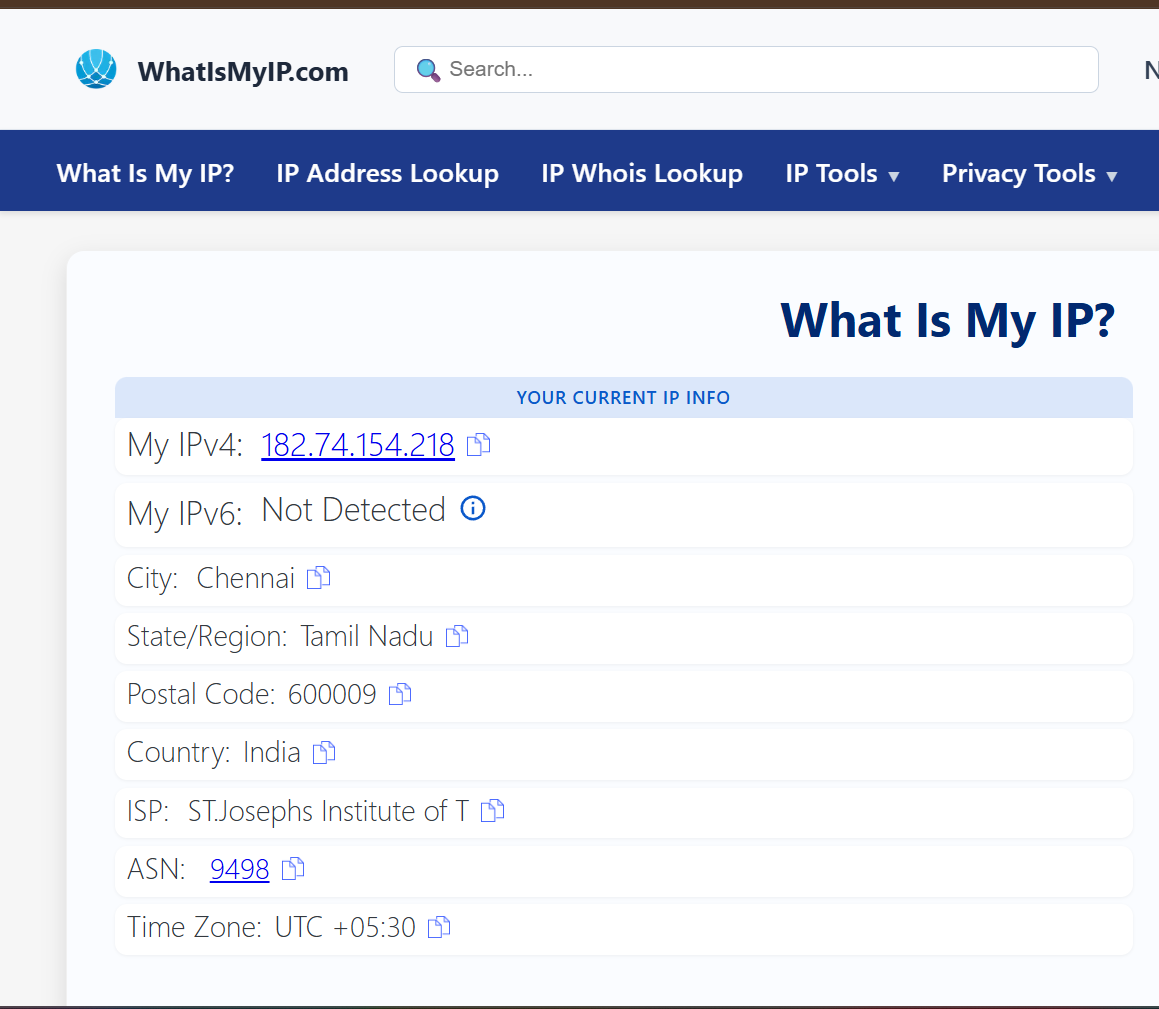 WhatIsMyIP.com
Search...
N
What Is My IP? IP Address Lookup IP Whois Lookup IP Tools ▼ Privacy Tools ▼
What Is My IP?
YOUR CURRENT IP INFO
My IPv4: 182.74.154.218
My IPv6: Not Detected
City: Chennai
State/Region: Tamil Nadu
Postal Code: 600009
Country: India
ISP: ST.Josephs Institute of T
ASN: 9498
Time Zone: UTC +05:30